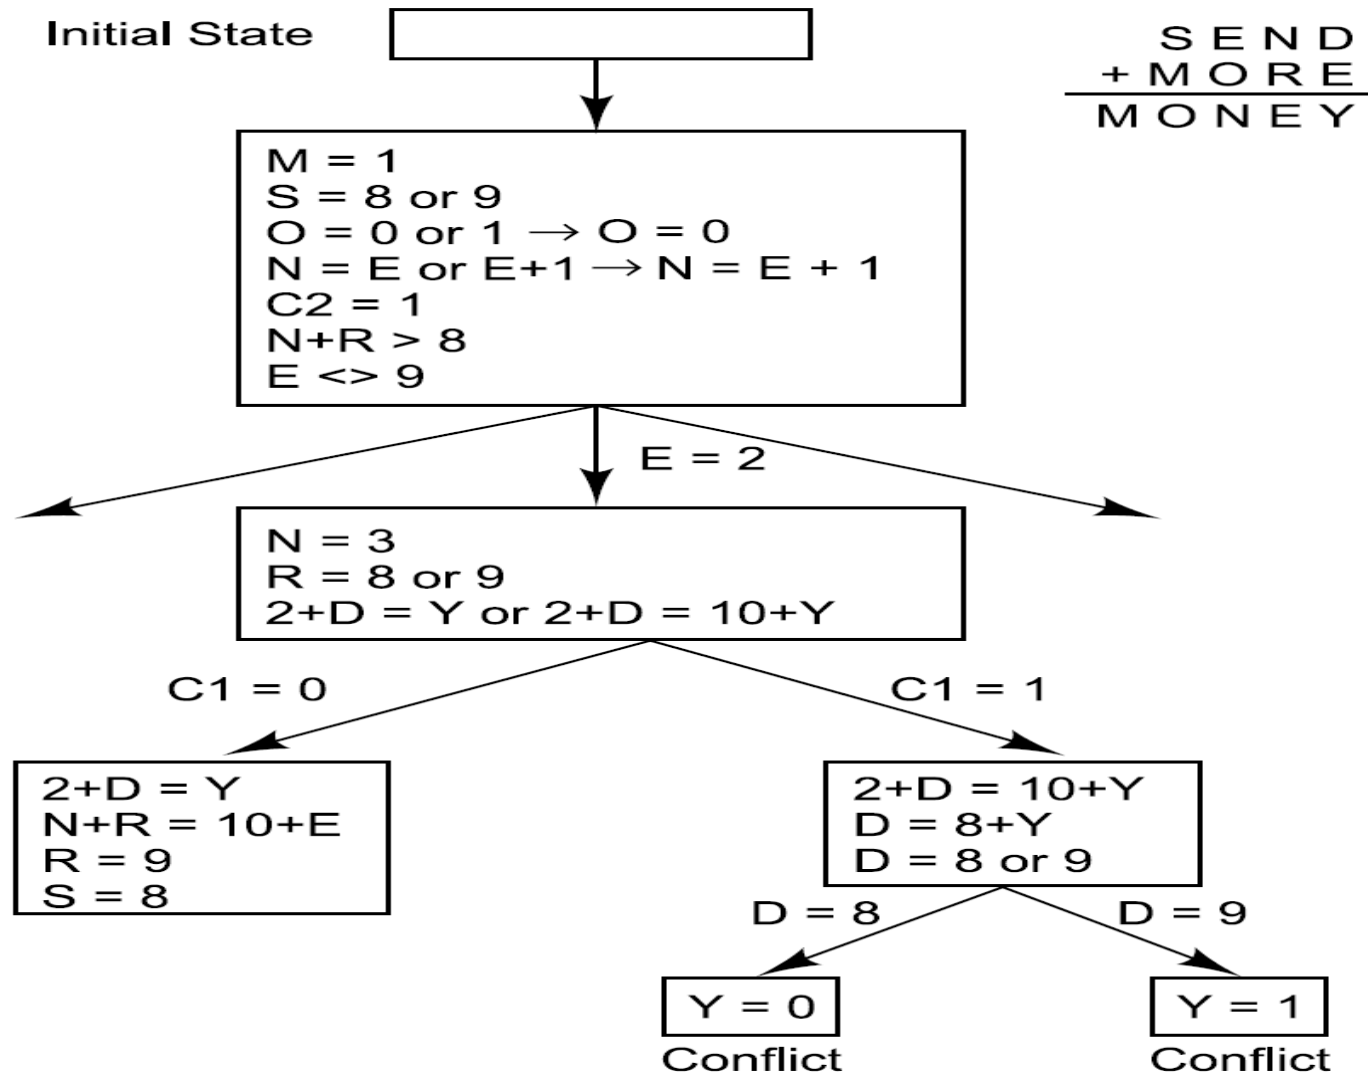 Initial State
S E N D
+ M O R E
M O N E Y
M = 1
S = 8 or 9
O = 0 or 1 → O = 0
N = E or E+1 → N = E + 1
C2 = 1
N+R > 8
E <> 9
E = 2
N = 3
R = 8 or 9
2+D = Y or 2+D = 10+Y
C1 = 0
C1 = 1
2+D = Y
N+R = 10+E
R = 9
S = 8
2+D = 10+Y
D = 8+Y
D = 8 or 9
D = 8
D = 9
Y = 0
Conflict
Y = 1
Conflict